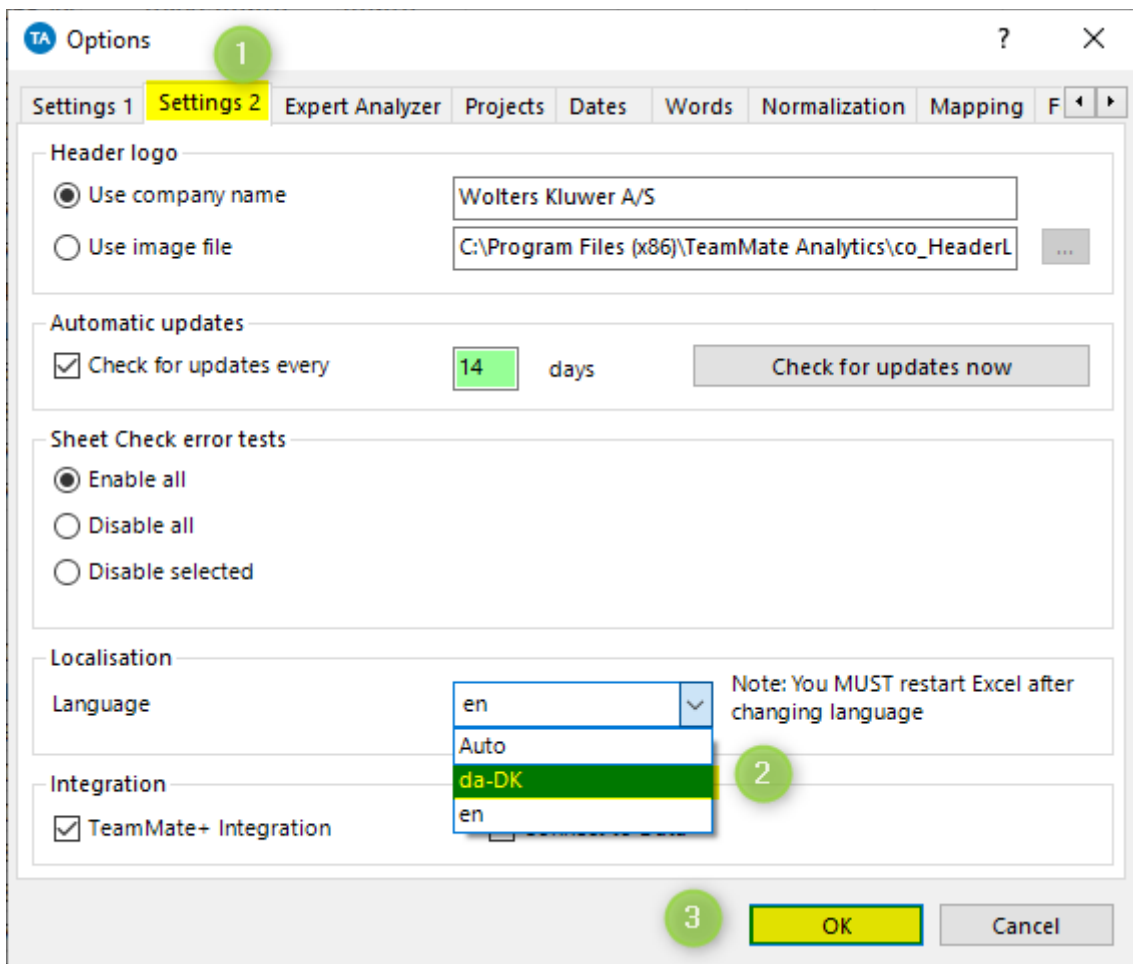 TA Options
1
Settings 1 Settings 2 Expert Analyzer Projects Dates Words Normalization Mapping F
Header logo
Use company name Wolters Kluwer A/S
Use image file C:\Program Files (x86)\TeamMate Analytics\co_HeaderL ...
Automatic updates
Check for updates every 14 days Check for updates now
Sheet Check error tests
Enable all
Disable all
Disable selected
Localisation
Language en Note: You MUST restart Excel after
changing language
Auto
da-DK 2
en
Integration
TeamMate+ Integration
3 OK Cancel